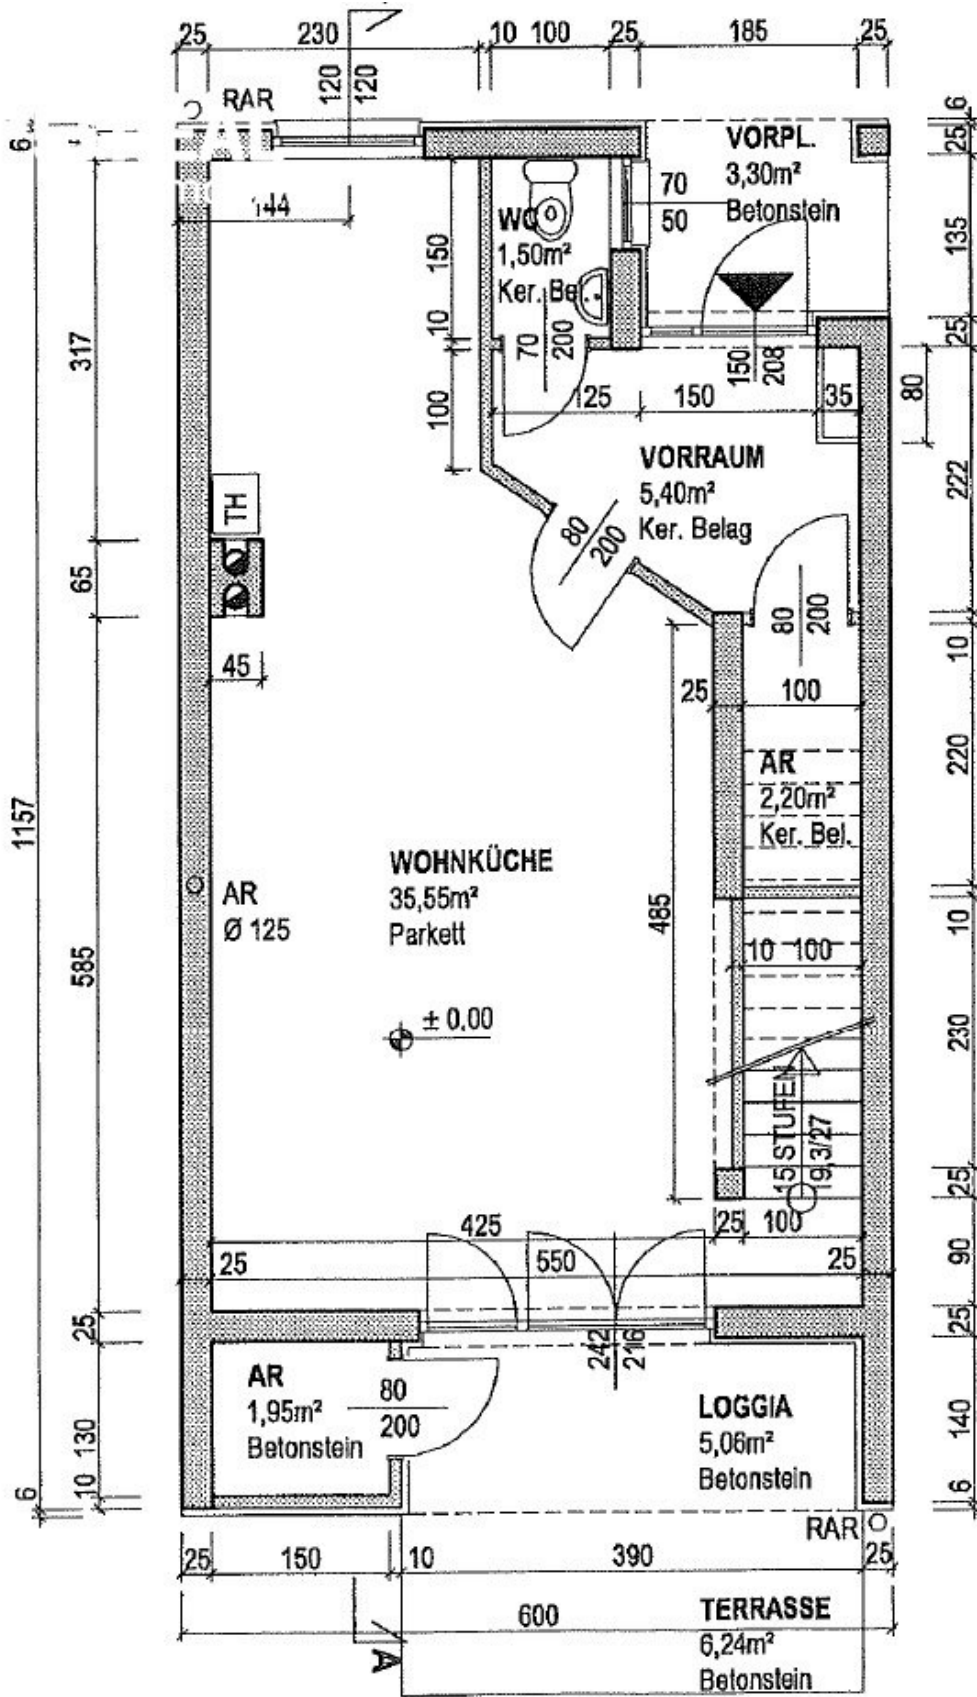 25 230 10 100 25 185 25
120
120
RAR
6
6
25
VORPL.
3,30m²
Betonstein
70
50
WC
1,50m²
Ker. Be
144
150
135
10
70
200
25
317
100
125 150 35
150
208
80
VORRAUM
5,40m²
Ker. Belag
222
TH
80
200
65
80
200
10
45
25 100
220
AR
2,20m²
Ker. Bel.
1157
WOHNKÜCHE
35,55m²
Parkett
AR
Ø 125
485
10
10 100
585
± 0,00
230
15 STUFEN
19,3/27
25
425 25 100
90
25 550 25
25
25
242
216
AR
1,95m²
Betonstein
80
200
LOGGIA
5,06m²
Betonstein
130
140
10
6
6
RAR
25 150 10 390 25
600
TERRASSE
6,24m²
Betonstein
A